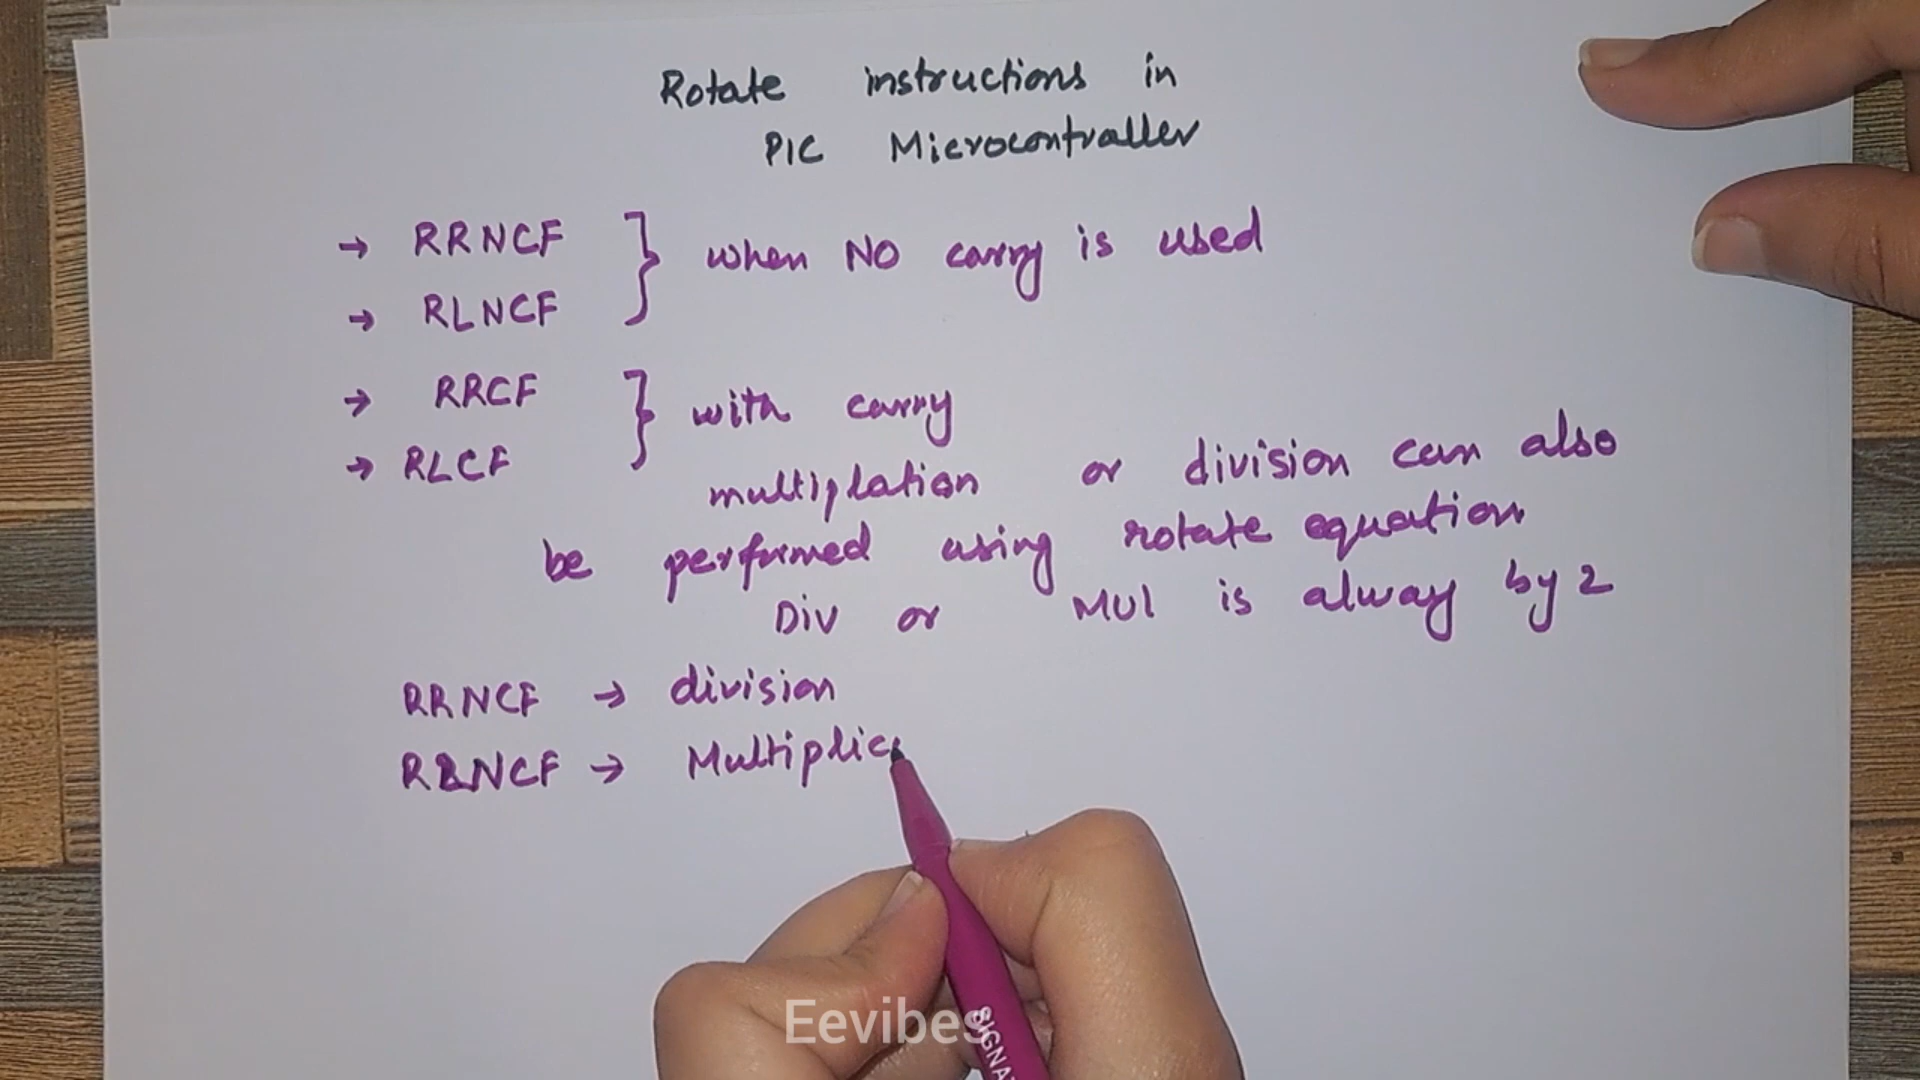 Rotate instructions in
PIC Microcontroller
→ RRNCF } when NO carry is used
→ RLNCF
→ RRCF } with carry
→ RLCF
multiplation or division can also
be performed using rotate equation
Div or MUl is alway by 2
RRNCF → division
RLNCF → Multiplic
Eevibes
SIGNA